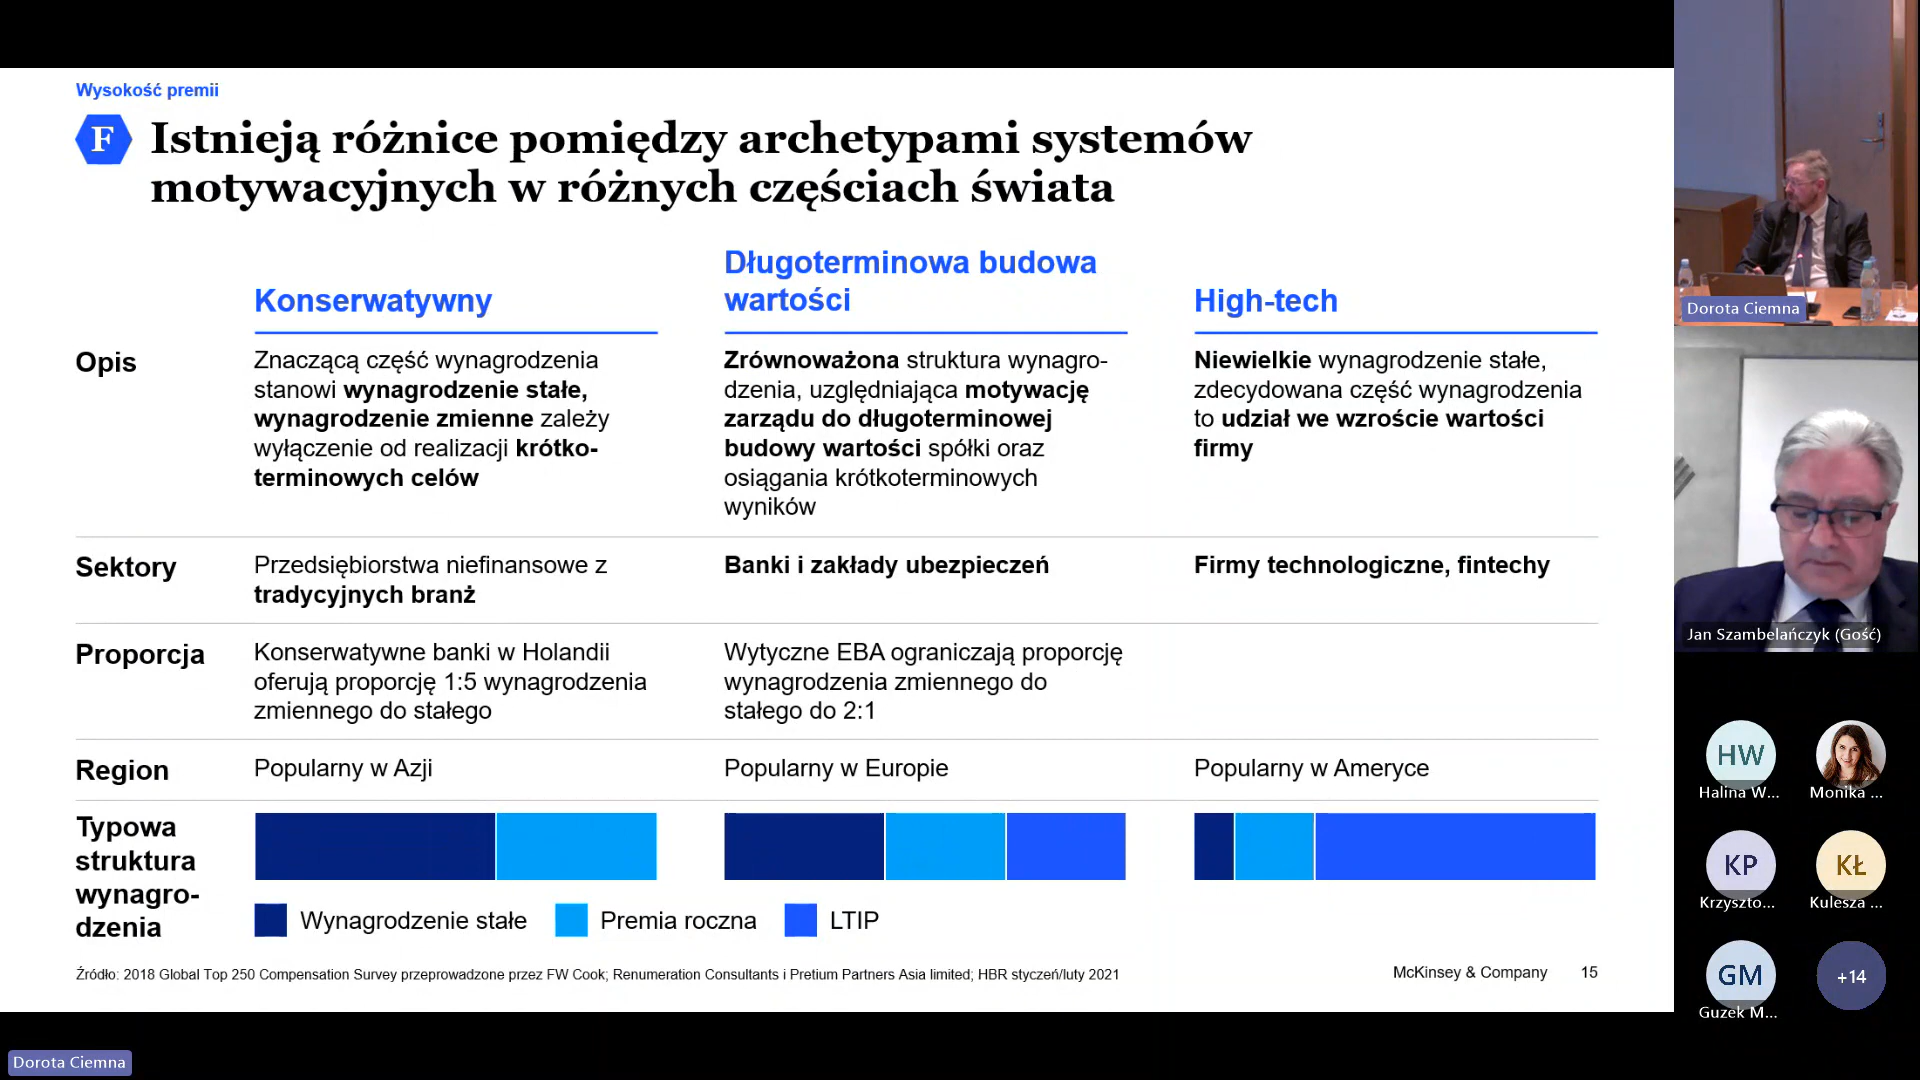 Wysokość premii
F
Istnieją różnice pomiędzy archetypami systemów
motywacyjnych w różnych częściach świata
Konserwatywny
Długoterminowa budowa
wartości
High-tech
Opis
Znaczącą część wynagrodzenia
stanowi wynagrodzenie stałe,
wynagrodzenie zmienne zależy
wyłączenie od realizacji krótko-
terminowych celów
Zrównoważona struktura wynagro-
dzenia, uzględniająca motywację
zarządu do długoterminowej
budowy wartości spółki oraz
osiągania krótkoterminowych
wyników
Niewielkie wynagrodzenie stałe,
zdecydowana część wynagrodzenia
to udział we wzroście wartości
firmy
Sektory
Przedsiębiorstwa niefinansowe z
tradycyjnych branż
Banki i zakłady ubezpieczeń
Firmy technologiczne, fintechy
Proporcja
Konserwatywne banki w Holandii
oferują proporcję 1:5 wynagrodzenia
zmiennego do stałego
Wytyczne EBA ograniczają proporcję
wynagrodzenia zmiennego do
stałego do 2:1
Region
Popularny w Azji
Popularny w Europie
Popularny w Ameryce
Typowa
struktura
wynagro-
dzenia
Wynagrodzenie stałe
Premia roczna
LTIP
Źródło: 2018 Global Top 250 Compensation Survey przeprowadzone przez FW Cook; Renumeration Consultants i Pretium Partners Asia limited; HBR styczeń/luty 2021
McKinsey & Company 15
Dorota Ciemna
Jan Szambelańczyk (Gość)
HW
Halina W...
Monika ...
KP
Krzyszto...
KŁ
Kulesza ...
GM
Guzek M...
+14
Dorota Ciemna